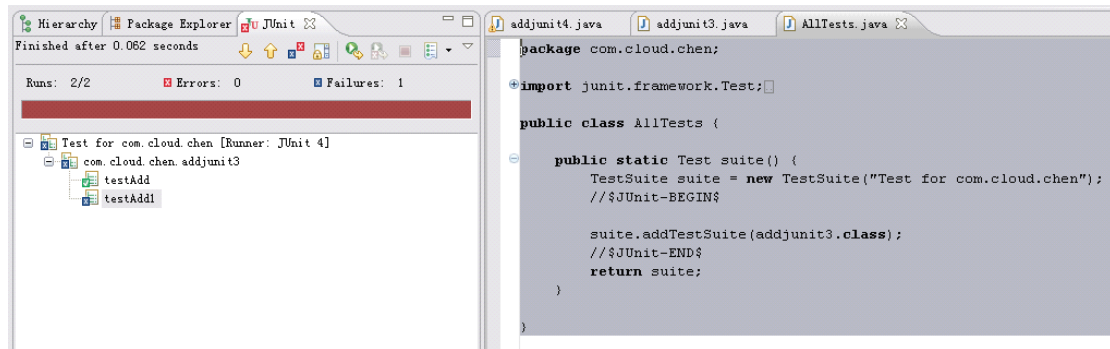 Hierarchy Package Explorer JUnit
Finished after 0.062 seconds
Runs: 2/2 Errors: 0 Failures: 1
Test for com.cloud.chen [Runner: JUnit 4]
com.cloud.chen.addjunit3
testAdd
testAdd1
addjunit4.java addjunit3.java AllTests.java
package com.cloud.chen;
import junit.framework.Test;
public class AllTests {
public static Test suite() {
TestSuite suite = new TestSuite("Test for com.cloud.chen");
//$JUnit-BEGIN$
suite.addTestSuite(addjunit3.class);
//$JUnit-END$
return suite;
}
}